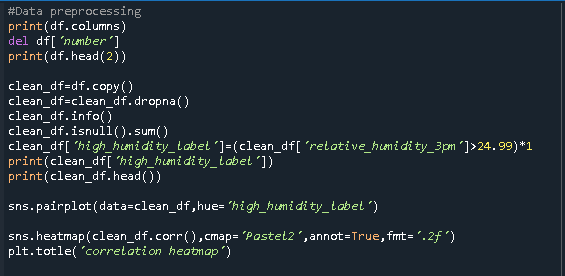 #Data preprocessing
print(df.columns)
del df['number']
print(df.head(2))
clean_df=df.copy()
clean_df=clean_df.dropna()
clean_df.info()
clean_df.isnull().sum()
clean_df['high_humidity_label']=(clean_df['relative_humidity_3pm']>24.99)*1
print(clean_df['high_humidity_label'])
print(clean_df.head())
sns.pairplot(data=clean_df,hue='high_humidity_label')
sns.heatmap(clean_df.corr(),cmap='Pastel2',annot=True,fmt='.2f')
plt.totle('correlation heatmap')